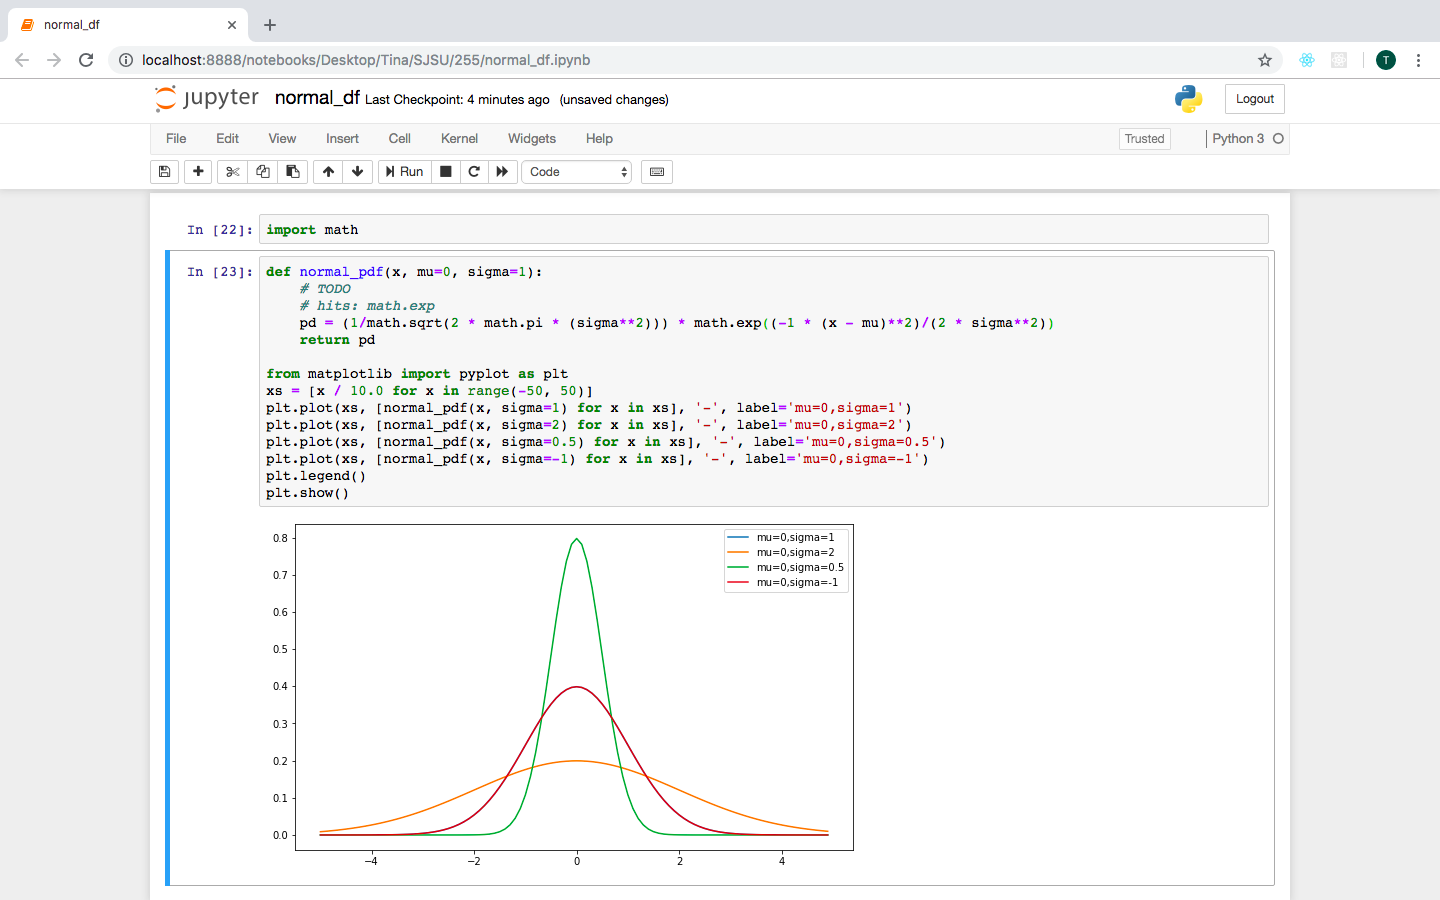 normal_df
localhost:8888/notebooks/Desktop/Tina/SJSU/255/normal_df.ipynb
T
jupyter normal_df Last Checkpoint: 4 minutes ago (unsaved changes)
Logout
File Edit View Insert Cell Kernel Widgets Help
Trusted Python 3
Run Code
In [22]: import math
In [23]: def normal_pdf(x, mu=0, sigma=1):
    # TODO
    # hits: math.exp
    pd = (1/math.sqrt(2 * math.pi * (sigma**2))) * math.exp((-1 * (x - mu)**2)/(2 * sigma**2))
    return pd
from matplotlib import pyplot as plt
xs = [x / 10.0 for x in range(-50, 50)]
plt.plot(xs, [normal_pdf(x, sigma=1) for x in xs], '-', label='mu=0,sigma=1')
plt.plot(xs, [normal_pdf(x, sigma=2) for x in xs], '-', label='mu=0,sigma=2')
plt.plot(xs, [normal_pdf(x, sigma=0.5) for x in xs], '-', label='mu=0,sigma=0.5')
plt.plot(xs, [normal_pdf(x, sigma=-1) for x in xs], '-', label='mu=0,sigma=-1')
plt.legend()
plt.show()
mu=0,sigma=1
mu=0,sigma=2
mu=0,sigma=0.5
mu=0,sigma=-1
0.8
0.7
0.6
0.5
0.4
0.3
0.2
0.1
0.0
−4 −2 0 2 4